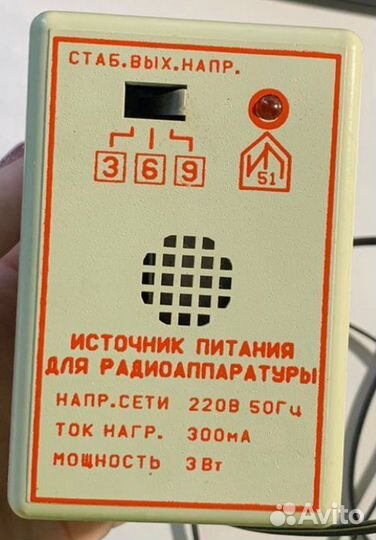 СТАБ.ВЫХ.НАПР.
3 6 9
ИП
51
ИСТОЧНИК ПИТАНИЯ
ДЛЯ РАДИОАППАРАТУРЫ
НАПР.СЕТИ 220В 50Гц
ТОК НАГР. 300мА
МОЩНОСТЬ 3Вт
Avito